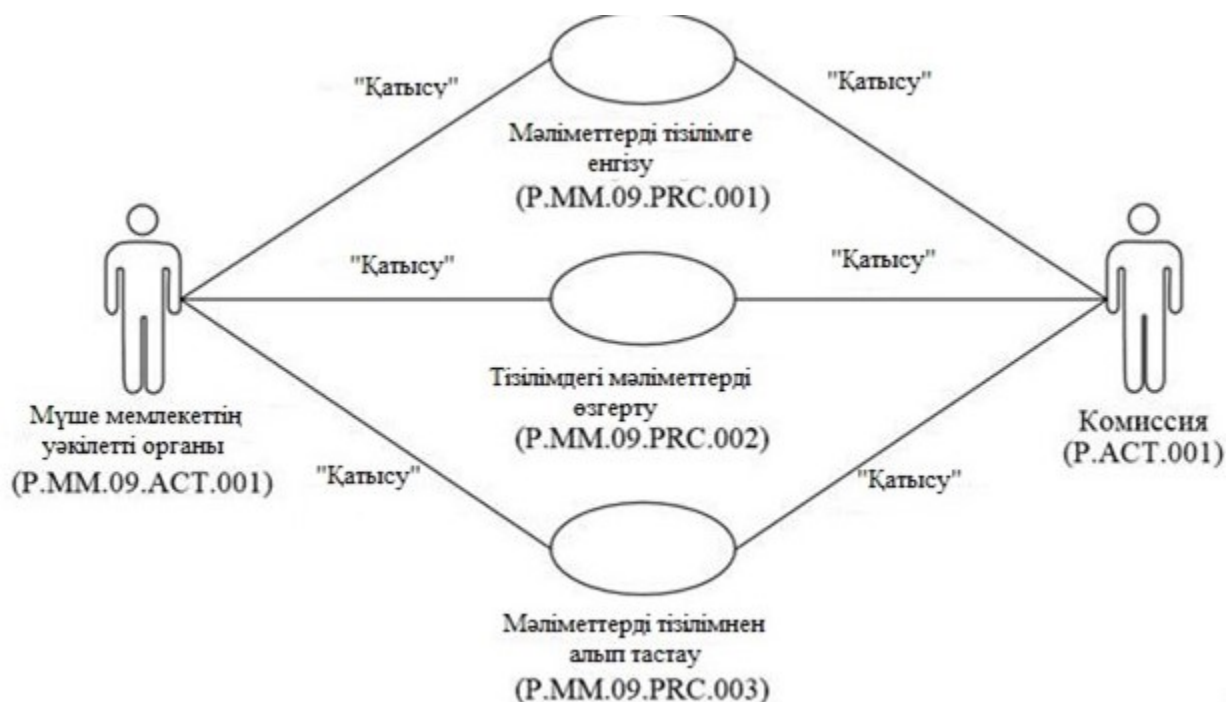 "Қатысу"
"Қатысу"
Мәліметтерді тізілімге
енгізу
(P.MM.09.PRC.001)
"Қатысу"
"Қатысу"
Тізілімдегі мәліметтерді
өзгерту
(P.MM.09.PRC.002)
Мүше мемлекеттің
уәкілетті органы
(P.MM.09.ACT.001)
Комиссия
(P.ACT.001)
"Қатысу"
"Қатысу"
Мәліметтерді тізілімнен
алып тастау
(P.MM.09.PRC.003)